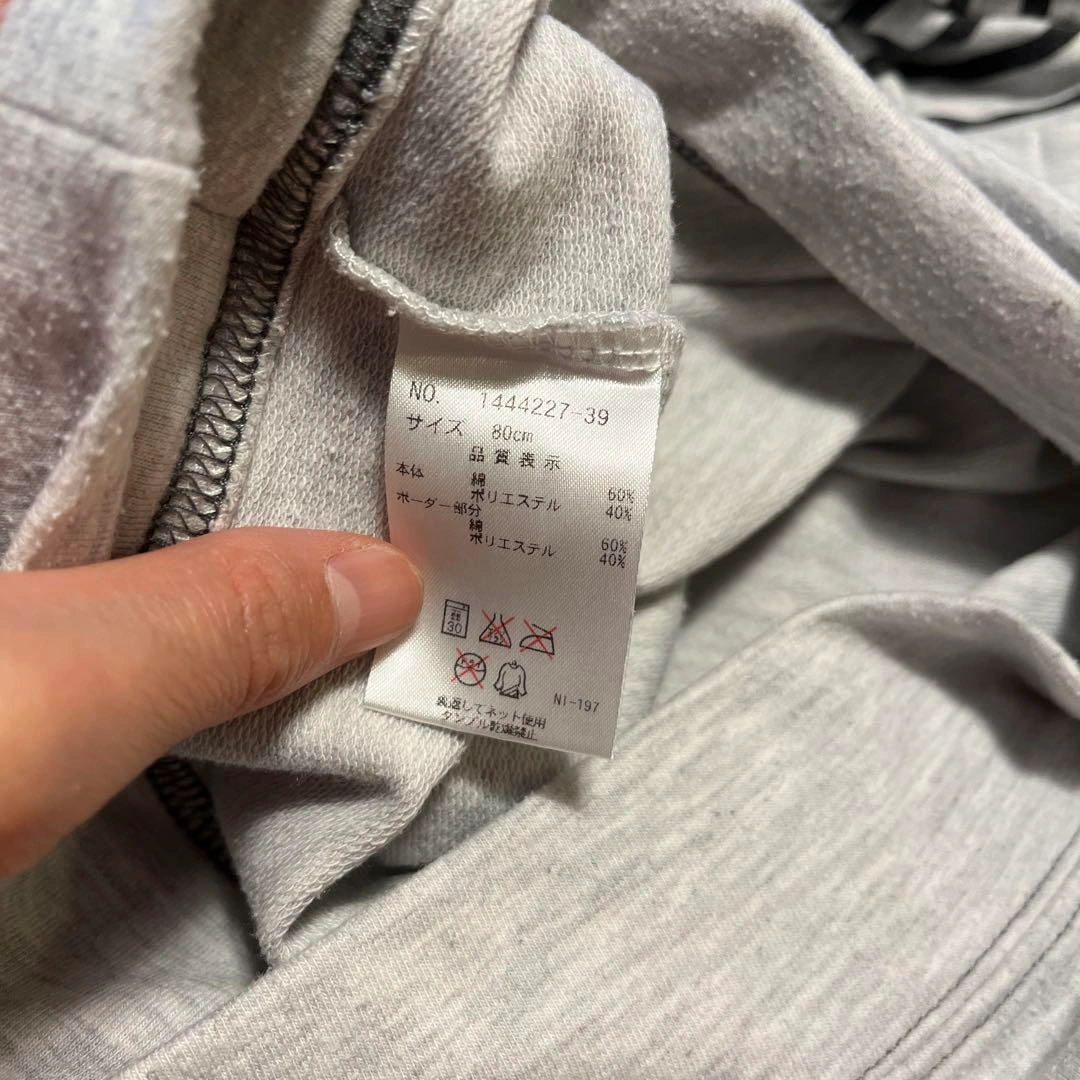 NO. 1444227-39
サイズ 80cm
品質表示
本体 綿 60%
ポリエステル 40%
ボーダー部分
綿 60%
ポリエステル 40%
30
ドライ
NI-197
裏返してネット使用
タンブル乾燥禁止